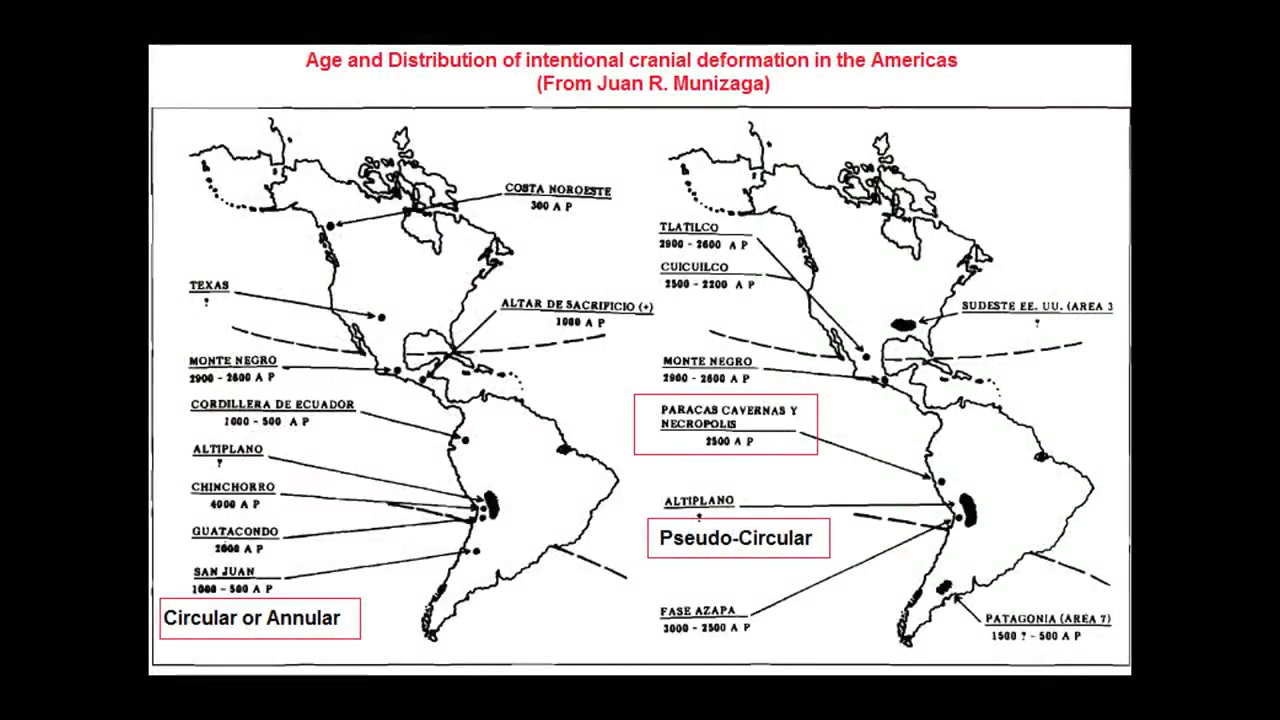 Age and Distribution of intentional cranial deformation in the Americas
(From Juan R. Munizaga)
COSTA NOROESTE
300 A P
TEXAS
?
ALTAR DE SACRIFICIO (+)
1000 A P
MONTE NEGRO
2900 - 2600 A P
CORDILLERA DE ECUADOR
1000 - 500 A P
ALTIPLANO
?
CHINCHORRO
4000 A P
GUATACONDO
2000 A P
SAN JUAN
1000 - 500 A P
Circular or Annular
TLATILCO
2900 - 2600 A P
CUICUILCO
2500 - 2200 A P
SUDESTE EE. UU. (AREA 3
?
MONTE NEGRO
2900 - 2600 A P
PARACAS CAVERNAS Y
NECROPOLIS
2500 A P
ALTIPLANO
?
Pseudo-Circular
FASE AZAPA
3000 - 2500 A P
PATAGONIA (AREA 7)
1500 ? - 500 A P